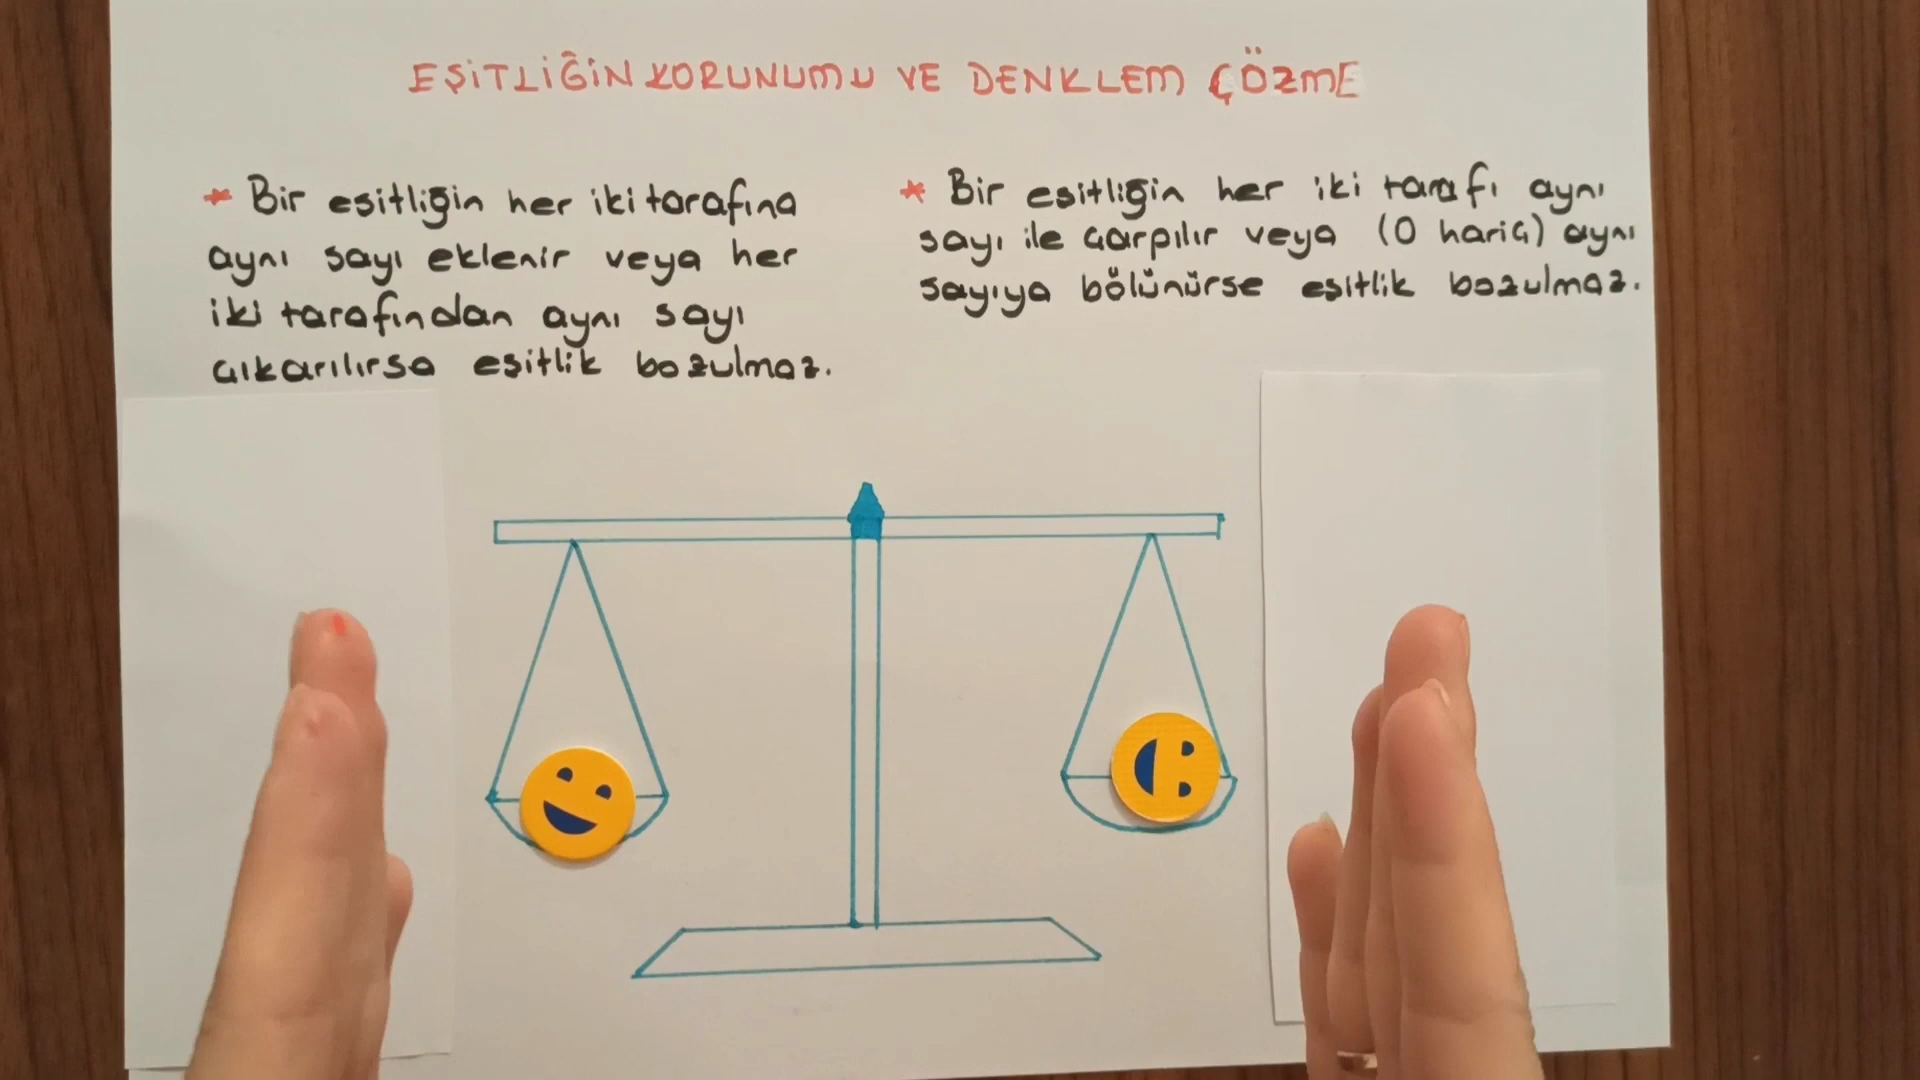 EŞİTLİĞİN KORUNUMU VE DENKLEM ÇÖZME
* Bir eşitliğin her iki tarafına
aynı sayı eklenir veya her
iki tarafından aynı sayı
çıkarılırsa eşitlik bozulmaz.
* Bir eşitliğin her iki tarafı aynı
sayı ile çarpılır veya (0 hariç) aynı
sayıya bölünürse eşitlik bozulmaz.